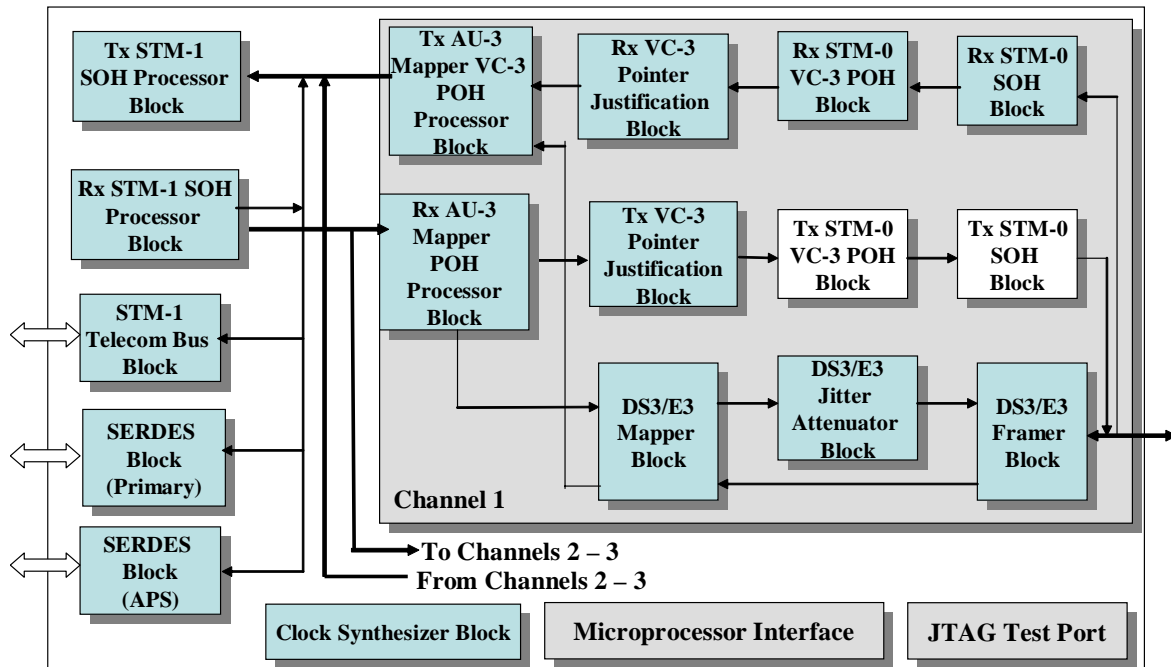 Tx STM-1
SOH Processor
Block
Tx AU-3
Mapper VC-3
POH
Processor
Block
Rx VC-3
Pointer
Justification
Block
Rx STM-0
VC-3 POH
Block
Rx STM-0
SOH
Block
Rx STM-1 SOH
Processor
Block
Rx AU-3
Mapper
POH
Processor
Block
Tx VC-3
Pointer
Justification
Block
Tx STM-0
VC-3 POH
Block
Tx STM-0
SOH
Block
STM-1
Telecom Bus
Block
SERDES
Block
(Primary)
SERDES
Block
(APS)
DS3/E3
Mapper
Block
DS3/E3
Jitter
Attenuator
Block
DS3/E3
Framer
Block
Channel 1
To Channels 2 – 3
From Channels 2 – 3
Clock Synthesizer Block
Microprocessor Interface
JTAG Test Port